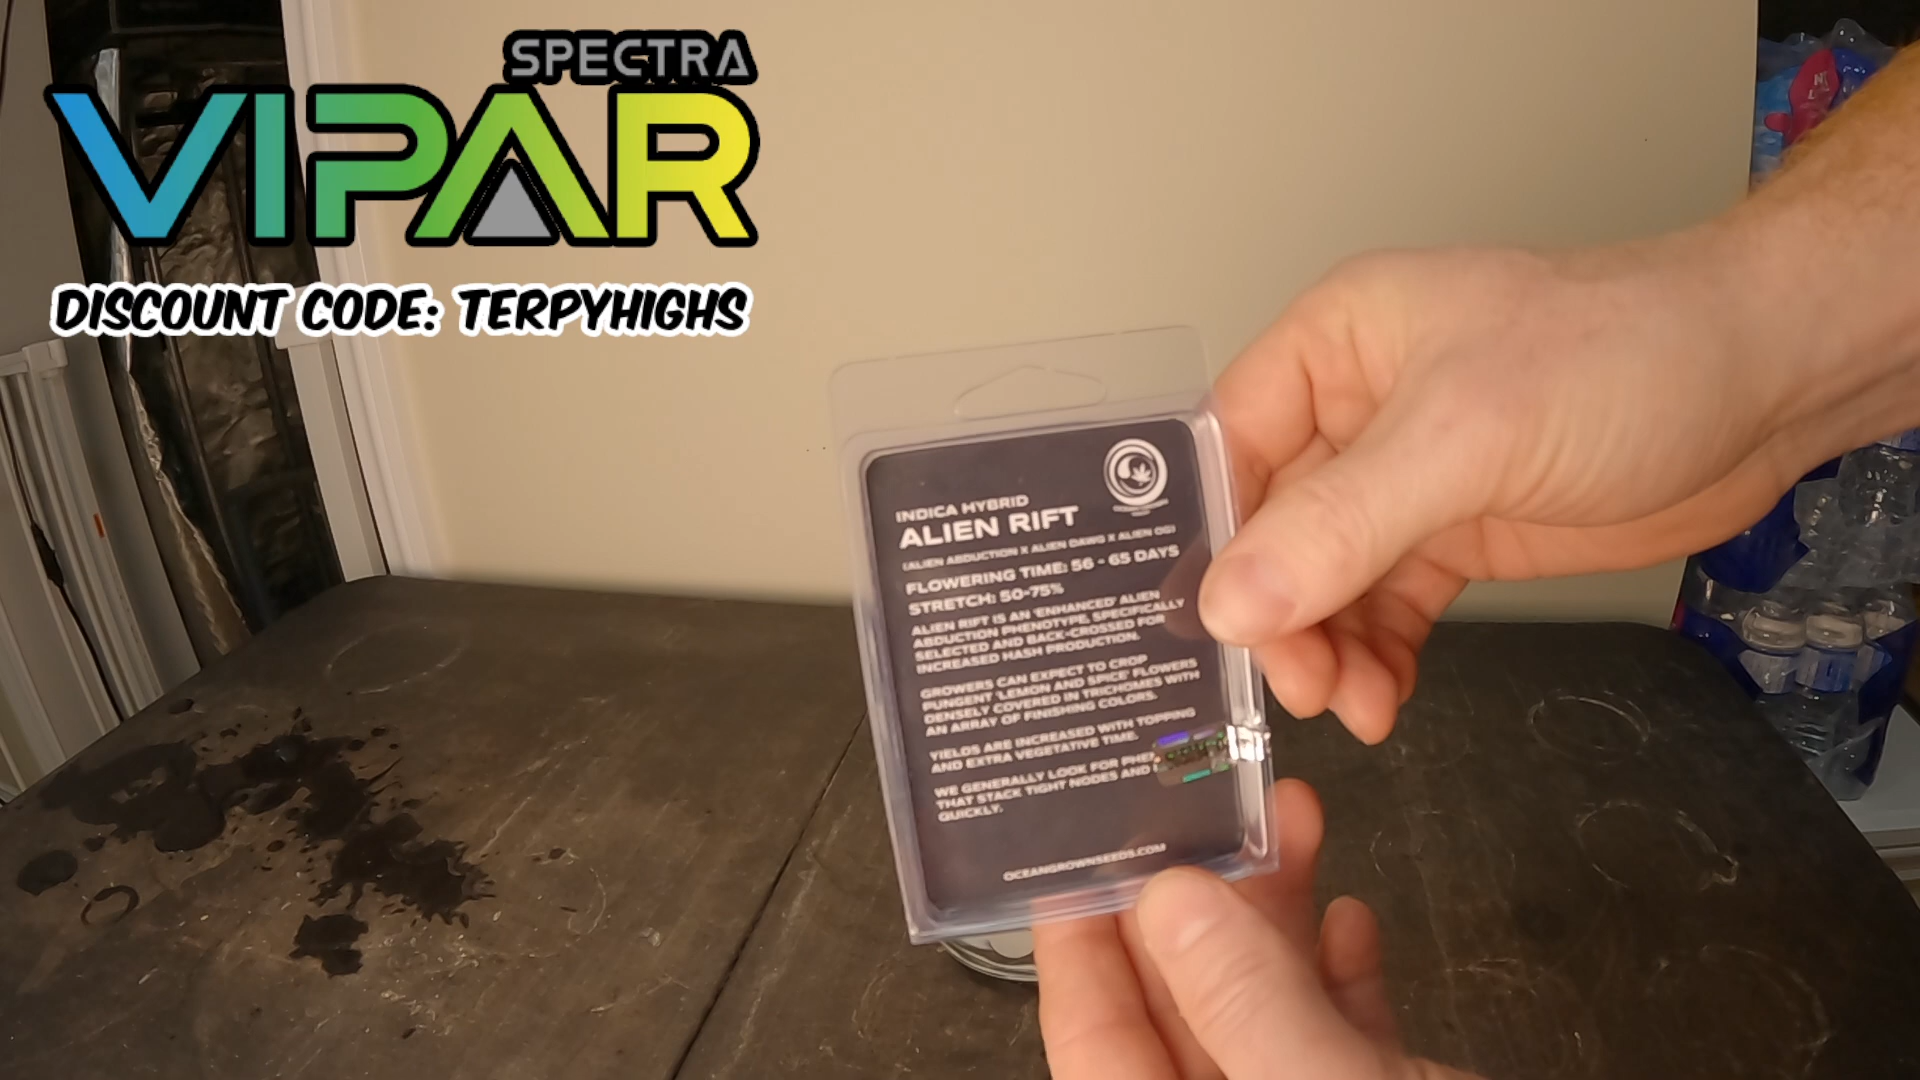 SPECTRA
VIPAR
DISCOUNT CODE: TERPYHIGHS
INDICA HYBRID
ALIEN RIFT
(ALIEN ABDUCTION X ALIEN DAWG X ALIEN OG)
FLOWERING TIME: 56 - 65 DAYS
STRETCH: 50-75%
ALIEN RIFT IS AN 'ENHANCED' ALIEN
ABDUCTION PHENOTYPE, SPECIFICALLY
SELECTED AND BACK-CROSSED FOR
INCREASED HASH PRODUCTION.
GROWERS CAN EXPECT TO CROP
PUNGENT 'LEMON AND SPICE' FLOWERS
DENSELY COVERED IN TRICHOMES WITH
AN ARRAY OF FINISHING COLORS.
YIELDS ARE INCREASED WITH TOPPING
AND EXTRA VEGETATIVE TIME.
WE GENERALLY LOOK FOR
THAT STACK TIGHT NODES AND
QUICKLY.
OCEANGROWNSEEDS.COM